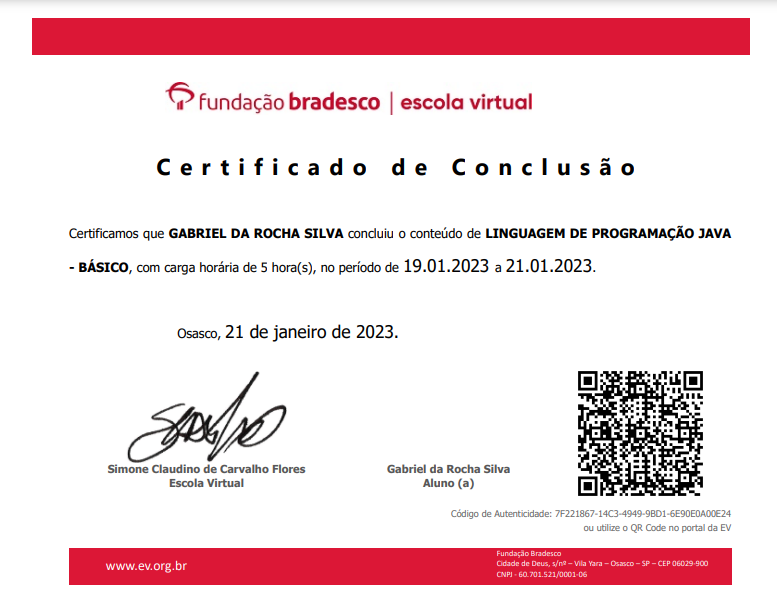 fundação bradesco | escola virtual
Certificado de Conclusão
Certificamos que GABRIEL DA ROCHA SILVA concluiu o conteúdo de LINGUAGEM DE PROGRAMAÇÃO JAVA
- BÁSICO, com carga horária de 5 hora(s), no período de 19.01.2023 a 21.01.2023.
Osasco, 21 de janeiro de 2023.
Simone Claudino de Carvalho Flores
Escola Virtual
Gabriel da Rocha Silva
Aluno (a)
Código de Autenticidade: 7F221867-14C3-4949-9BD1-6E90E0A00E24
ou utilize o QR Code no portal da EV
www.ev.org.br
Fundação Bradesco
Cidade de Deus, s/nº – Vila Yara – Osasco – SP – CEP 06029-900
CNPJ - 60.701.521/0001-06